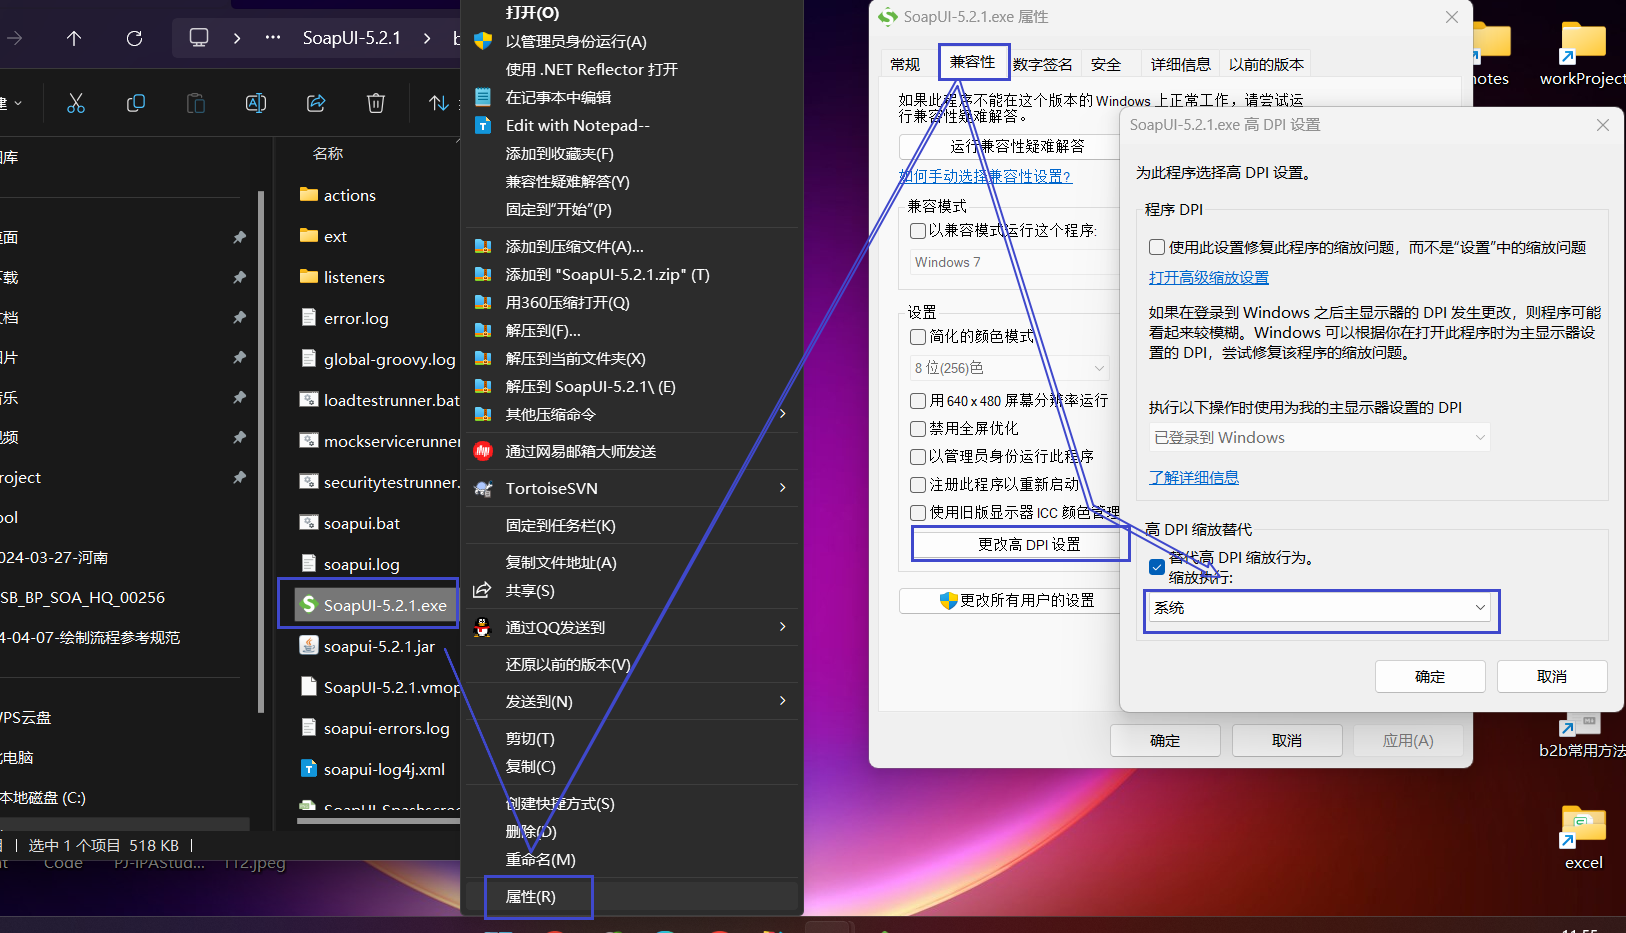 SoapUI-5.2.1
建
名称
图库
桌面
下载
文档
图片
音乐
视频
project
ool
024-03-27-河南
SB_BP_SOA_HQ_00256
4-04-07-绘制流程参考规范
WPS云盘
此电脑
本地磁盘 (C:)
选中 1 个项目 518 KB
Code
PJ-IPAStud...
112.jpeg
actions
ext
listeners
error.log
global-groovy.log
loadtestrunner.bat
mockservicerunner
securitytestrunner.
soapui.bat
soapui.log
SoapUI-5.2.1.exe
soapui-5.2.1.jar
SoapUI-5.2.1.vmop
soapui-errors.log
soapui-log4j.xml
打开(O)
以管理员身份运行(A)
使用 .NET Reflector 打开
在记事本中编辑
Edit with Notepad--
添加到收藏夹(F)
兼容性疑难解答(Y)
固定到“开始”(P)
添加到压缩文件(A)...
添加到 "SoapUI-5.2.1.zip" (T)
用360压缩打开(Q)
解压到(F)...
解压到当前文件夹(X)
解压到 SoapUI-5.2.1\ (E)
其他压缩命令
通过网易邮箱大师发送
TortoiseSVN
固定到任务栏(K)
复制文件地址(A)
共享(S)
通过QQ发送到
还原以前的版本(V)
发送到(N)
剪切(T)
复制(C)
创建快捷方式(S)
删除(D)
重命名(M)
属性(R)
SoapUI-5.2.1.exe 属性
常规 兼容性 数字签名 安全 详细信息 以前的版本
如果此程序不能在这个版本的 Windows 上正常工作，请尝试运
行兼容性疑难解答。
运行兼容性疑难解答
如何手动选择兼容性设置?
兼容模式
以兼容模式运行这个程序:
Windows 7
设置
简化的颜色模式
8 位(256)色
用 640 x 480 屏幕分辨率运行
禁用全屏优化
以管理员身份运行此程序
注册此程序以重新启动
使用旧版显示器 ICC 颜色管理
更改高 DPI 设置
更改所有用户的设置
确定 取消 应用(A)
SoapUI-5.2.1.exe 高 DPI 设置
为此程序选择高 DPI 设置。
程序 DPI
使用此设置修复此程序的缩放问题，而不是“设置”中的缩放问题
打开高级缩放设置
如果在登录到 Windows 之后主显示器的 DPI 发生更改，则程序可能
看起来较模糊。Windows 可以根据你在打开此程序时为主显示器设
置的 DPI，尝试修复该程序的缩放问题。
执行以下操作时使用为我的主显示器设置的 DPI
已登录到 Windows
了解详细信息
高 DPI 缩放替代
替代高 DPI 缩放行为。
缩放执行:
系统
确定 取消
notes
workProject
b2b常用方法
excel